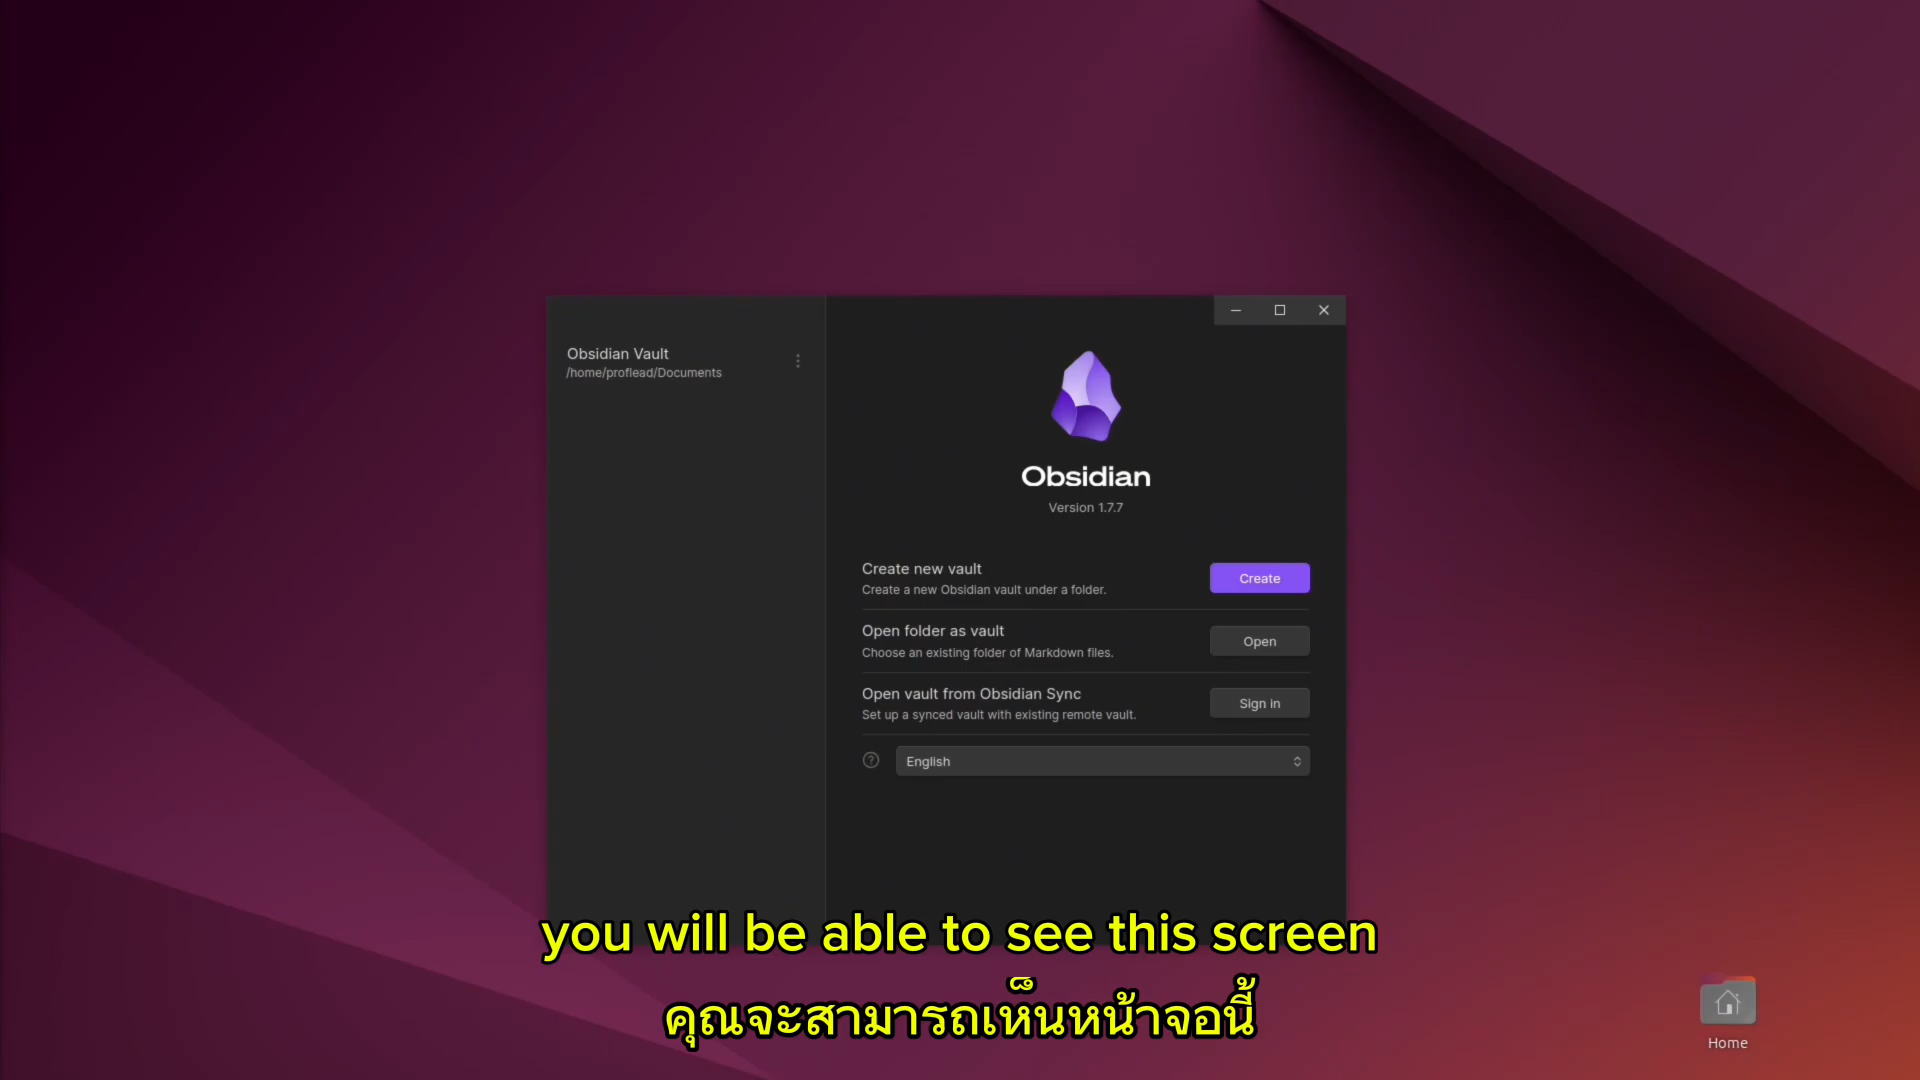 Obsidian Vault
/home/proflead/Documents
Obsidian
Version 1.7.7
Create new vault
Create a new Obsidian vault under a folder.
Create
Open folder as vault
Choose an existing folder of Markdown files.
Open
Open vault from Obsidian Sync
Set up a synced vault with existing remote vault.
Sign in
English
you will be able to see this screen
คุณจะสามารถเห็นหน้าจอนี้
Home